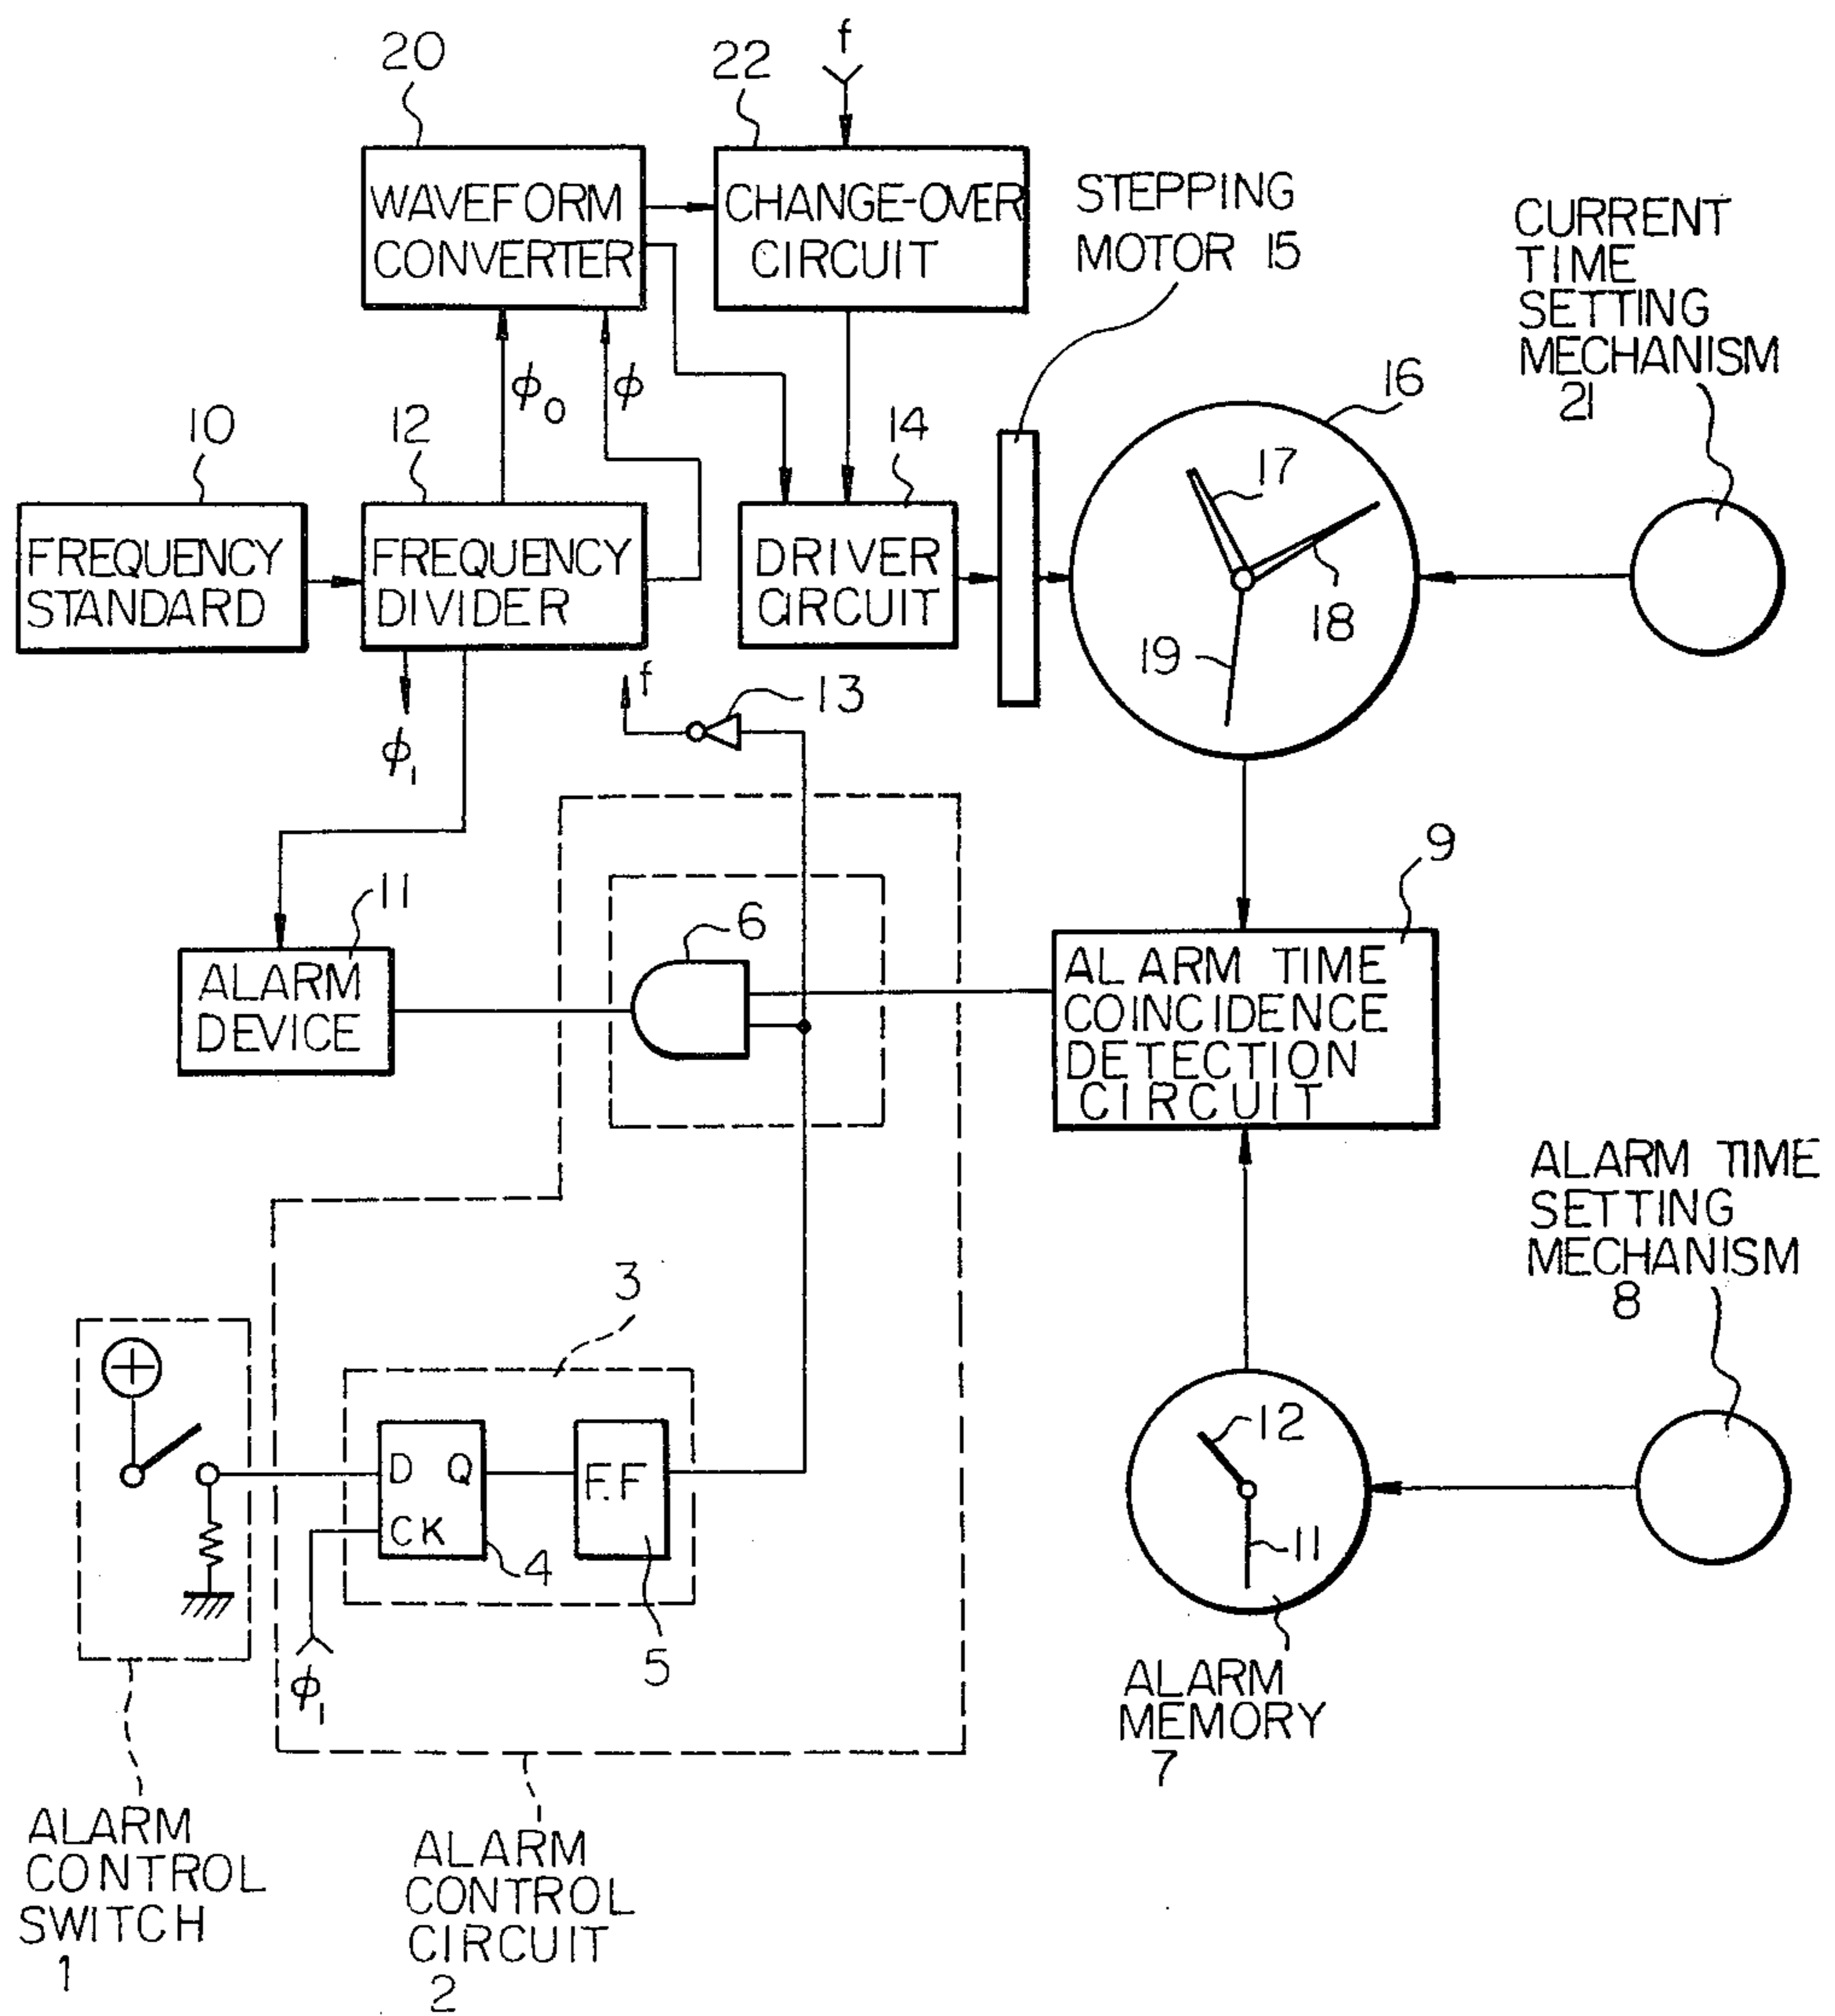 20
22
f
WAVEFORM
CONVERTER
CHANGE-OVER
CIRCUIT
STEPPING
MOTOR 15
CURRENT
TIME
SETTING
MECHANISM
21
ϕ0
ϕ
16
10
12
14
17
FREQUENCY
STANDARD
FREQUENCY
DIVIDER
DRIVER
CIRCUIT
18
19
f
13
ϕ1
9
11
6
ALARM
DEVICE
ALARM TIME
COINCIDENCE
DETECTION
CIRCUIT
ALARM TIME
SETTING
MECHANISM
8
3
12
D Q
CK
F.F
4
11
5
ϕ1
ALARM
MEMORY
7
ALARM
CONTROL
SWITCH
1
ALARM
CONTROL
CIRCUIT
2